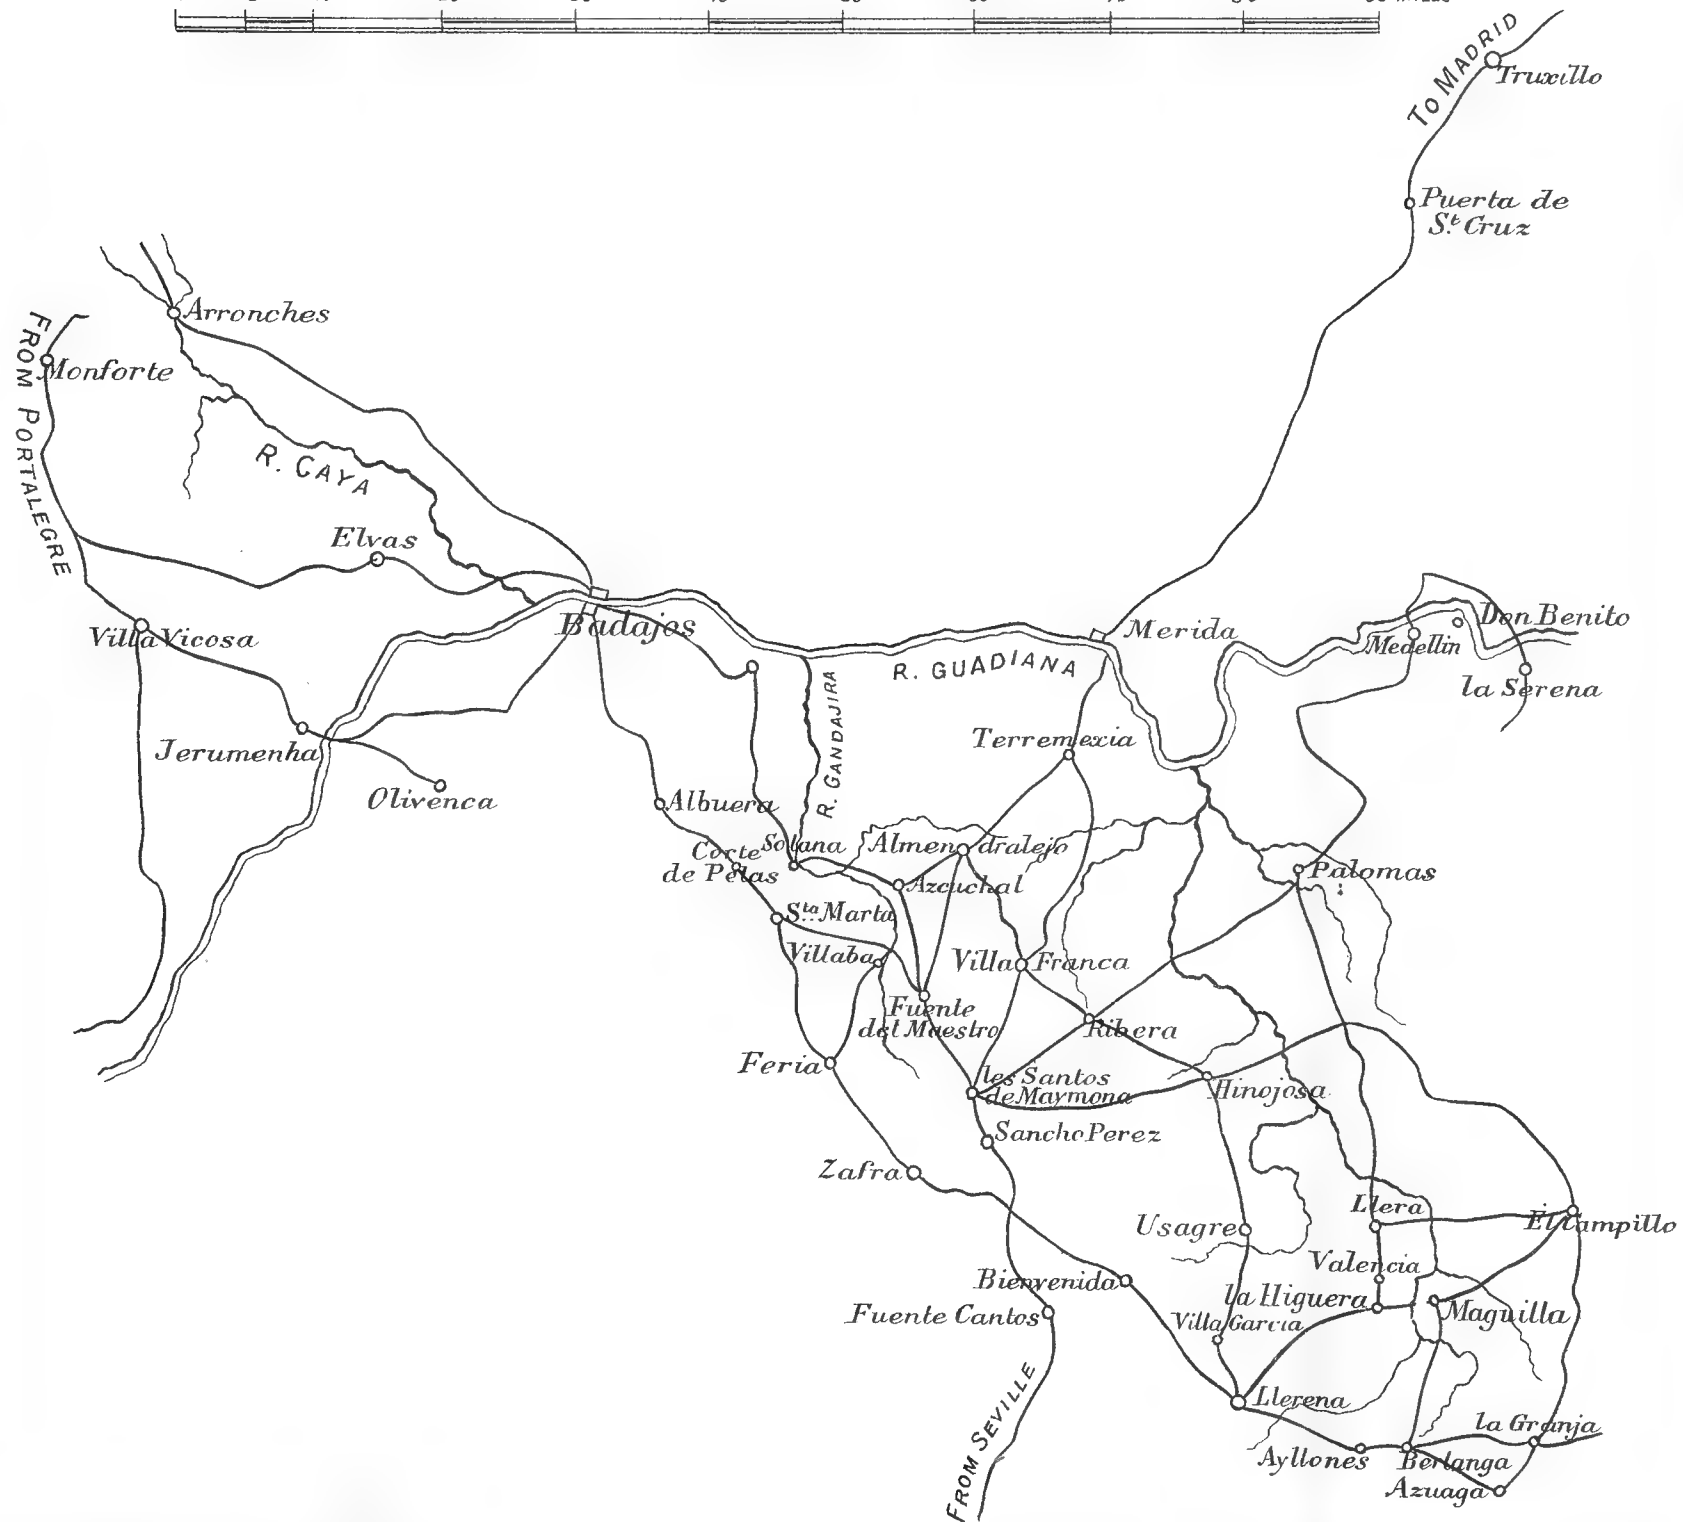 To MADRID
Truxillo
Puerta de
St. Cruz
Arronches
FROM PORTALEGRE
Monforte
R. CAYA
Elvas
Badajos
Villa Vicosa
Merida
Don Benito
Medellin
R. GUADIANA
la Serena
R. GANDAJIRA
Jerumenha
Terremexia
Olivenca
Albuera
Solana
Almendralejo
Corte
de Pelas
Azcuchal
Palomas
Sta. Marta
Villaba
Villa Franca
Fuente
del Maestro
Ribera
Feria
les Santos
de Maymona
Hinojosa
Sancho Perez
Zafra
Llera
Usagre
El Campillo
Valencia
Bienvenida
la Higuera
Maguilla
Fuente Cantos
Villa Garcia
FROM SEVILLE
Llerena
la Granja
Ayllones
Berlanga
Azuaga